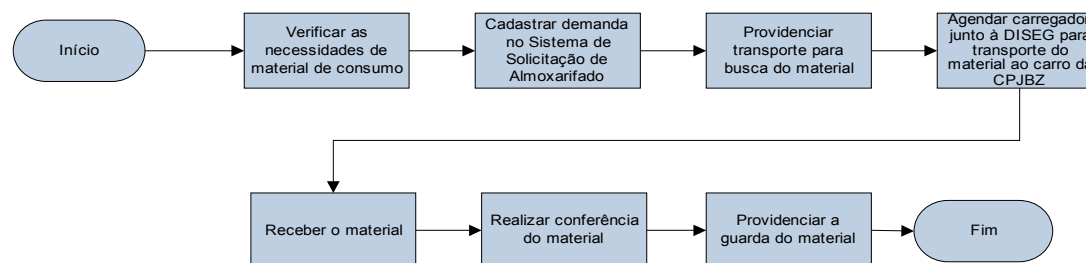 Início
Verificar as
necessidades de
material de consumo
Cadastrar demanda
no Sistema de
Solicitação de
Almoxarifado
Providenciar
transporte para
busca do material
Agendar carregador
junto à DISEG para
transporte do
material ao carro da
CPJBZ
Receber o material
Realizar conferência
do material
Providenciar a
guarda do material
Fim